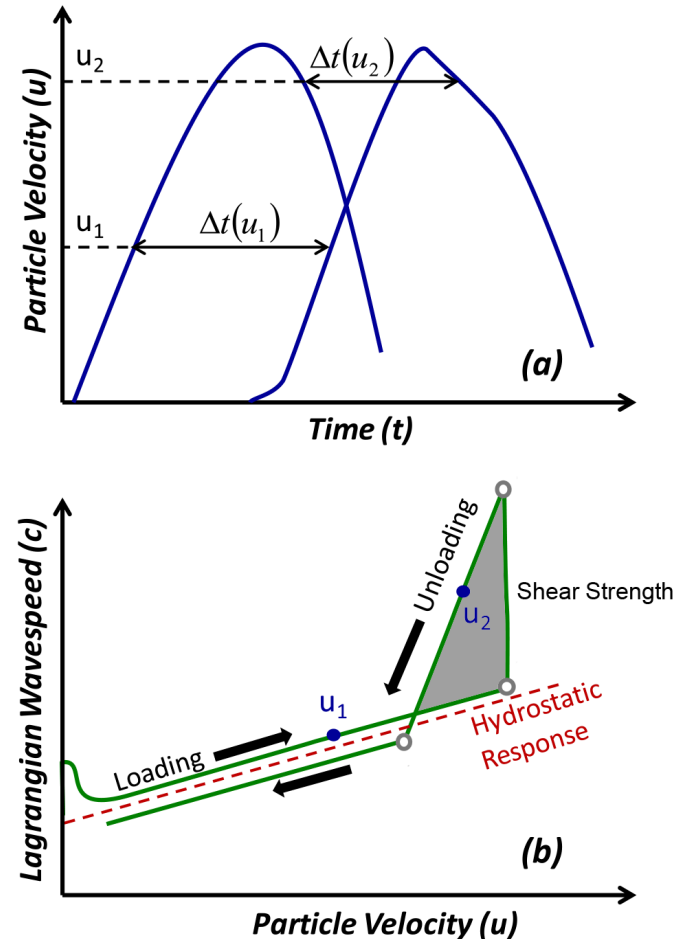 Particle Velocity (u)
u₂
Δt(u₂)
u₁
Δt(u₁)
(a)
Time (t)
Lagrangian Wavespeed (c)
Unloading
Shear Strength
u₂
u₁
Hydrostatic
Response
Loading
(b)
Particle Velocity (u)